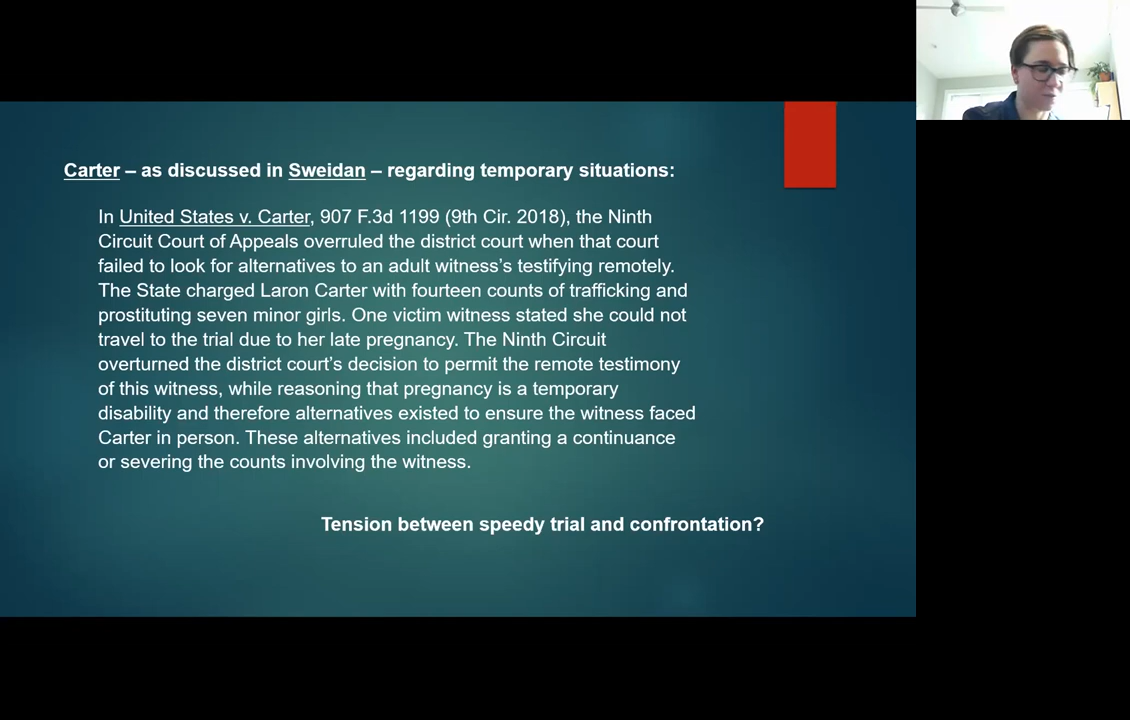 Carter – as discussed in Sweidan – regarding temporary situations:
In United States v. Carter, 907 F.3d 1199 (9th Cir. 2018), the Ninth
Circuit Court of Appeals overruled the district court when that court
failed to look for alternatives to an adult witness’s testifying remotely.
The State charged Laron Carter with fourteen counts of trafficking and
prostituting seven minor girls. One victim witness stated she could not
travel to the trial due to her late pregnancy. The Ninth Circuit
overturned the district court’s decision to permit the remote testimony
of this witness, while reasoning that pregnancy is a temporary
disability and therefore alternatives existed to ensure the witness faced
Carter in person. These alternatives included granting a continuance
or severing the counts involving the witness.
Tension between speedy trial and confrontation?